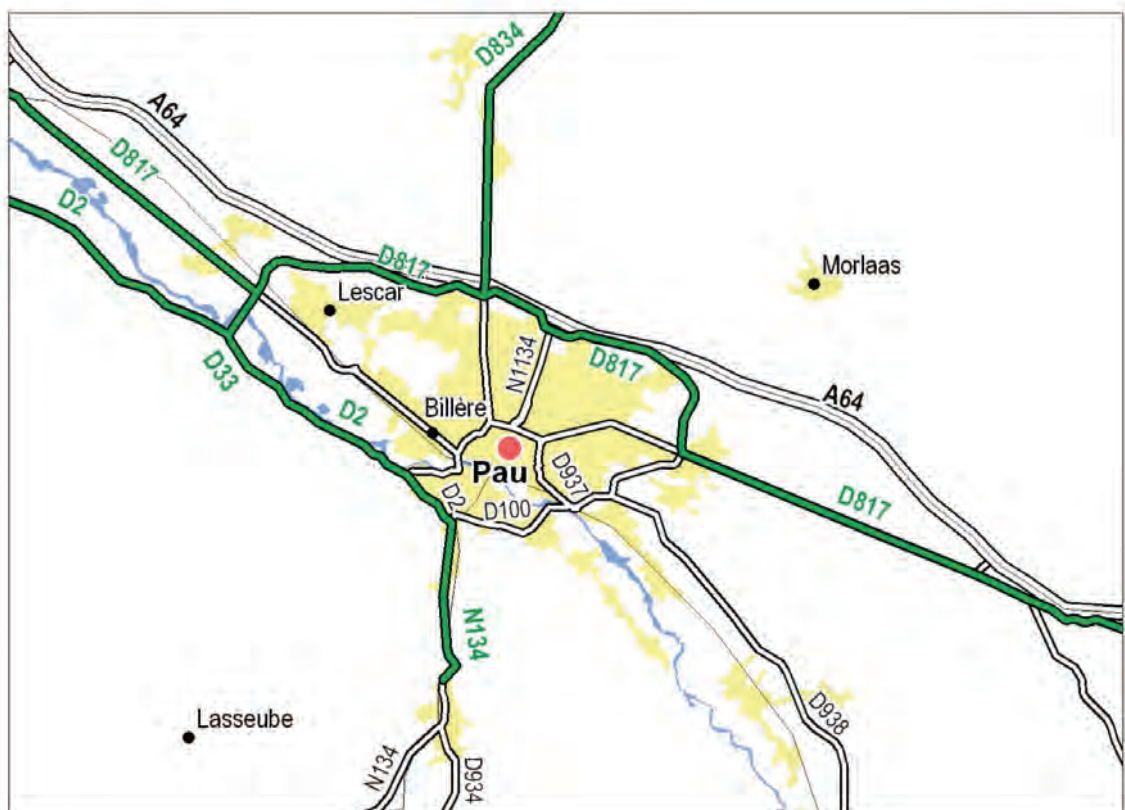 D834
A64
D817
D2
D817
Morlaas
Lescar
N1134
D817
D33
A64
D2
Billère
Pau
D937
D2
D100
D817
N134
Lasseube
D938
N134
D934